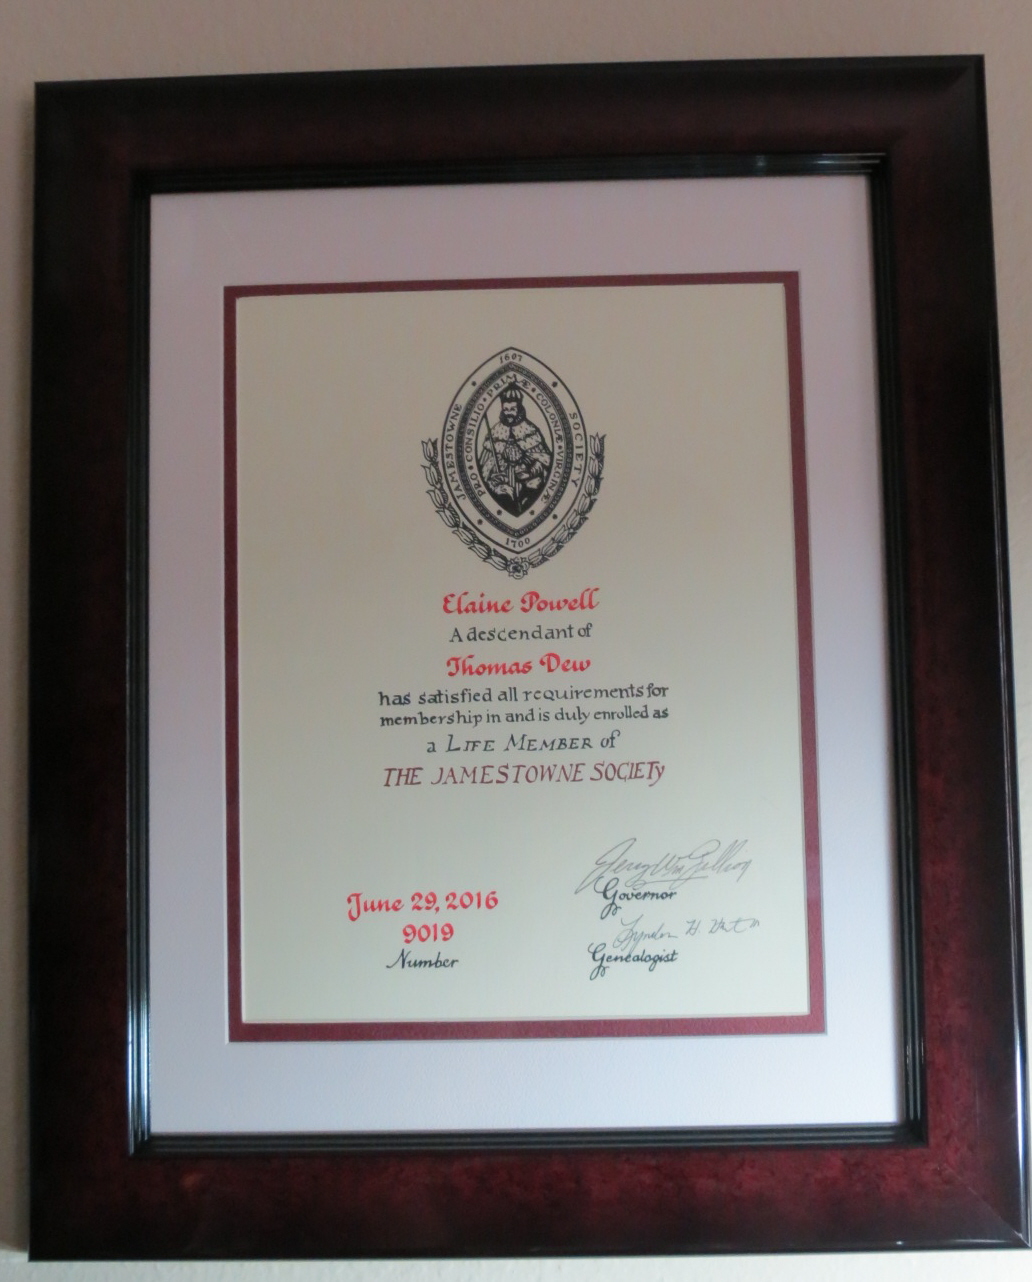 1607
JAMESTOWNE SOCIETY
PRO • CONSILIO • PRIMÆ • COLONIÆ • VIRGINÆ
1700
Elaine Powell
A descendant of
Thomas Dew
has satisfied all requirements for
membership in and is duly enrolled as
a LIFE MEMBER of
THE JAMESTOWNE SOCIETY
June 29, 2016
9019
Number
Governor
Genealogist